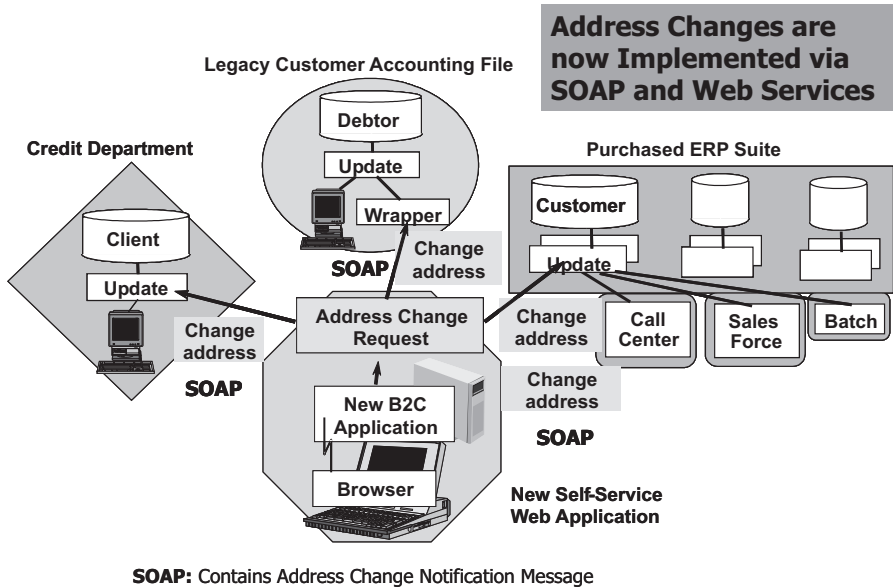 Address Changes are
now Implemented via
SOAP and Web Services
Legacy Customer Accounting File
Debtor
Update
Wrapper
Credit Department
Client
Update
Purchased ERP Suite
Customer
Update
Change
address
SOAP
Change
address
SOAP
Address Change
Request
Change
address
Call
Center
Sales
Force
Batch
Change
address
SOAP
New B2C
Application
Browser
New Self-Service
Web Application
SOAP: Contains Address Change Notification Message